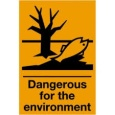 Dangerous
for the
environment